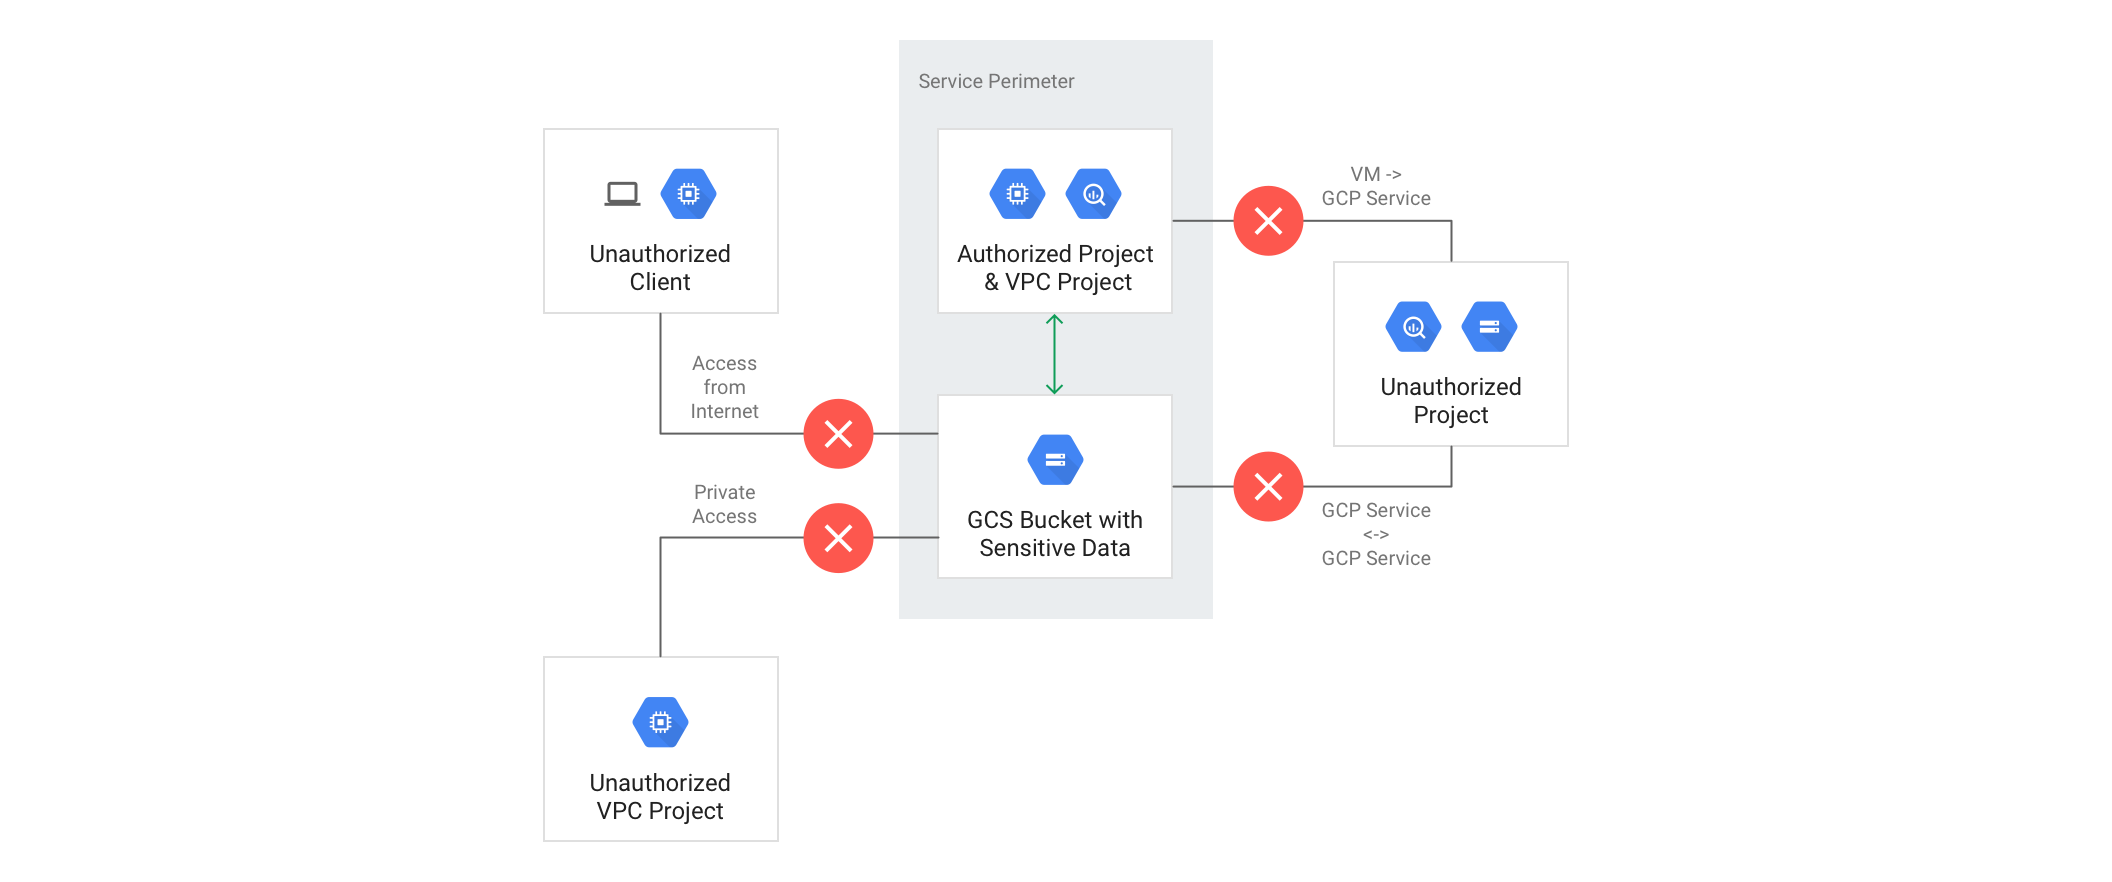 Service Perimeter
Unauthorized
Client
Authorized Project
& VPC Project
VM ->
GCP Service
Unauthorized
Project
Access
from
Internet
Private
Access
GCS Bucket with
Sensitive Data
GCP Service
<->
GCP Service
Unauthorized
VPC Project